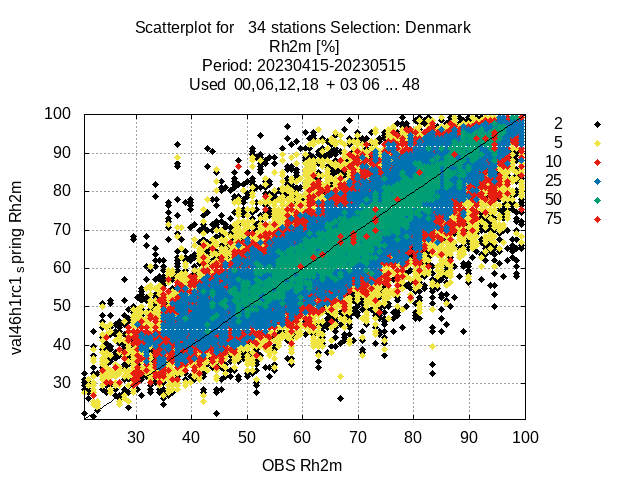 Scatterplot for 34 stations Selection: Denmark
Rh2m [%]
Period: 20230415-20230515
Used 00,06,12,18 + 03 06 ... 48
100
90
80
70
60
50
40
30
val46h1rc1 s pring Rh2m
30 40 50 60 70 80 90 100
OBS Rh2m
2
5
10
25
50
75